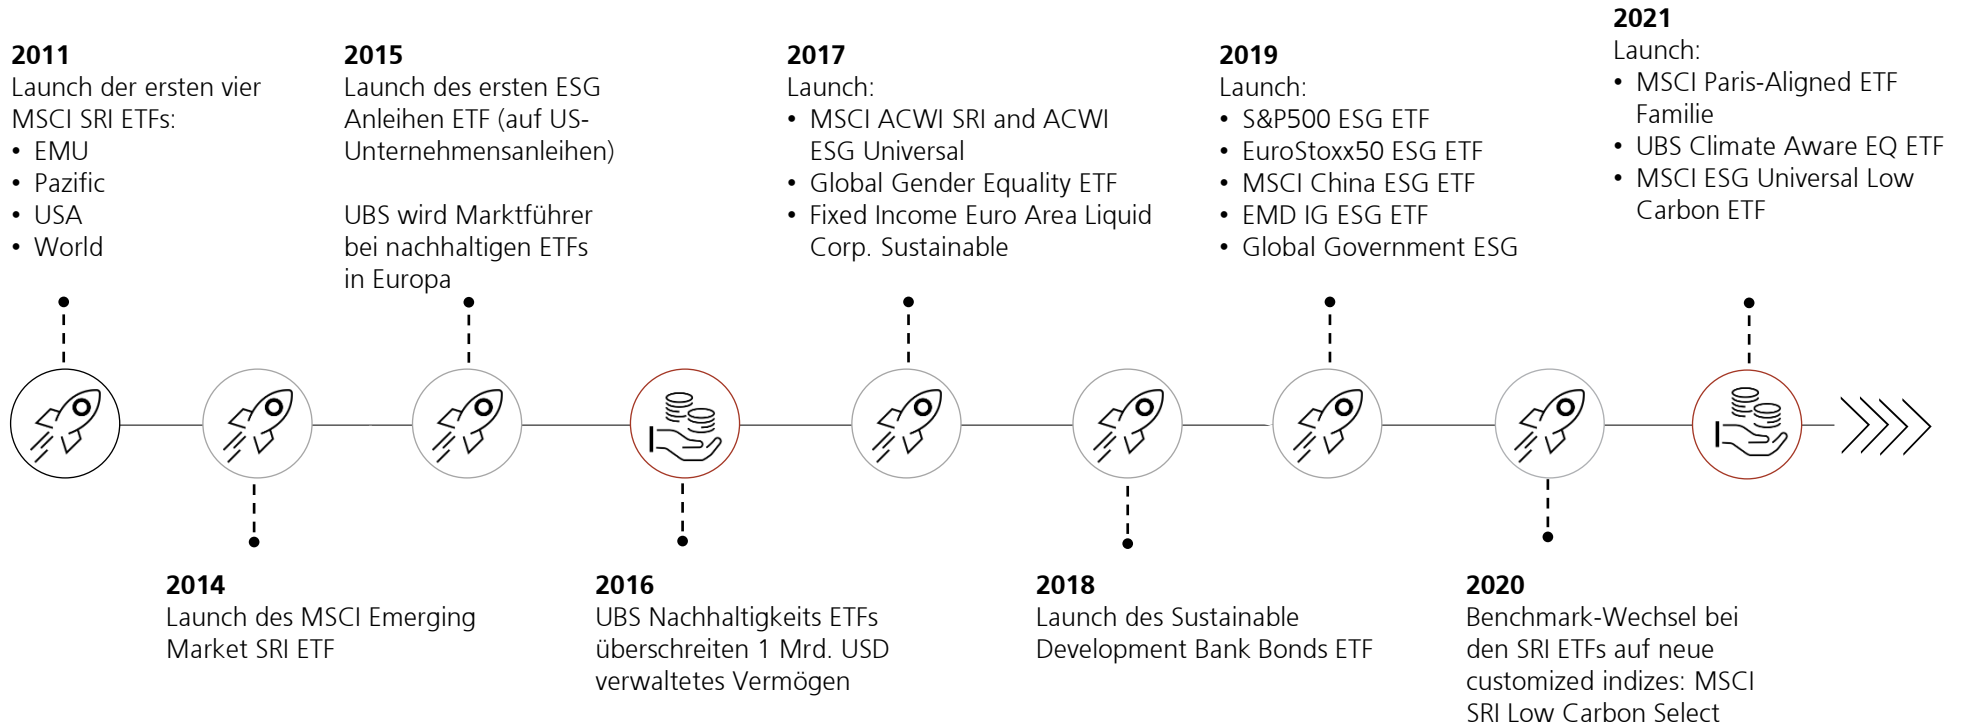 2011
Launch der ersten vier
MSCI SRI ETFs:
• EMU
• Pazific
• USA
• World
2014
Launch des MSCI Emerging
Market SRI ETF
2015
Launch des ersten ESG
Anleihen ETF (auf US-
Unternehmensanleihen)
UBS wird Marktführer
bei nachhaltigen ETFs
in Europa
2016
UBS Nachhaltigkeits ETFs
überschreiten 1 Mrd. USD
verwaltetes Vermögen
2017
Launch:
• MSCI ACWI SRI and ACWI
ESG Universal
• Global Gender Equality ETF
• Fixed Income Euro Area Liquid
Corp. Sustainable
2018
Launch des Sustainable
Development Bank Bonds ETF
2019
Launch:
• S&P500 ESG ETF
• EuroStoxx50 ESG ETF
• MSCI China ESG ETF
• EMD IG ESG ETF
• Global Government ESG
2020
Benchmark-Wechsel bei
den SRI ETFs auf neue
customized indizes: MSCI
SRI Low Carbon Select
2021
Launch:
• MSCI Paris-Aligned ETF
Familie
• UBS Climate Aware EQ ETF
• MSCI ESG Universal Low
Carbon ETF